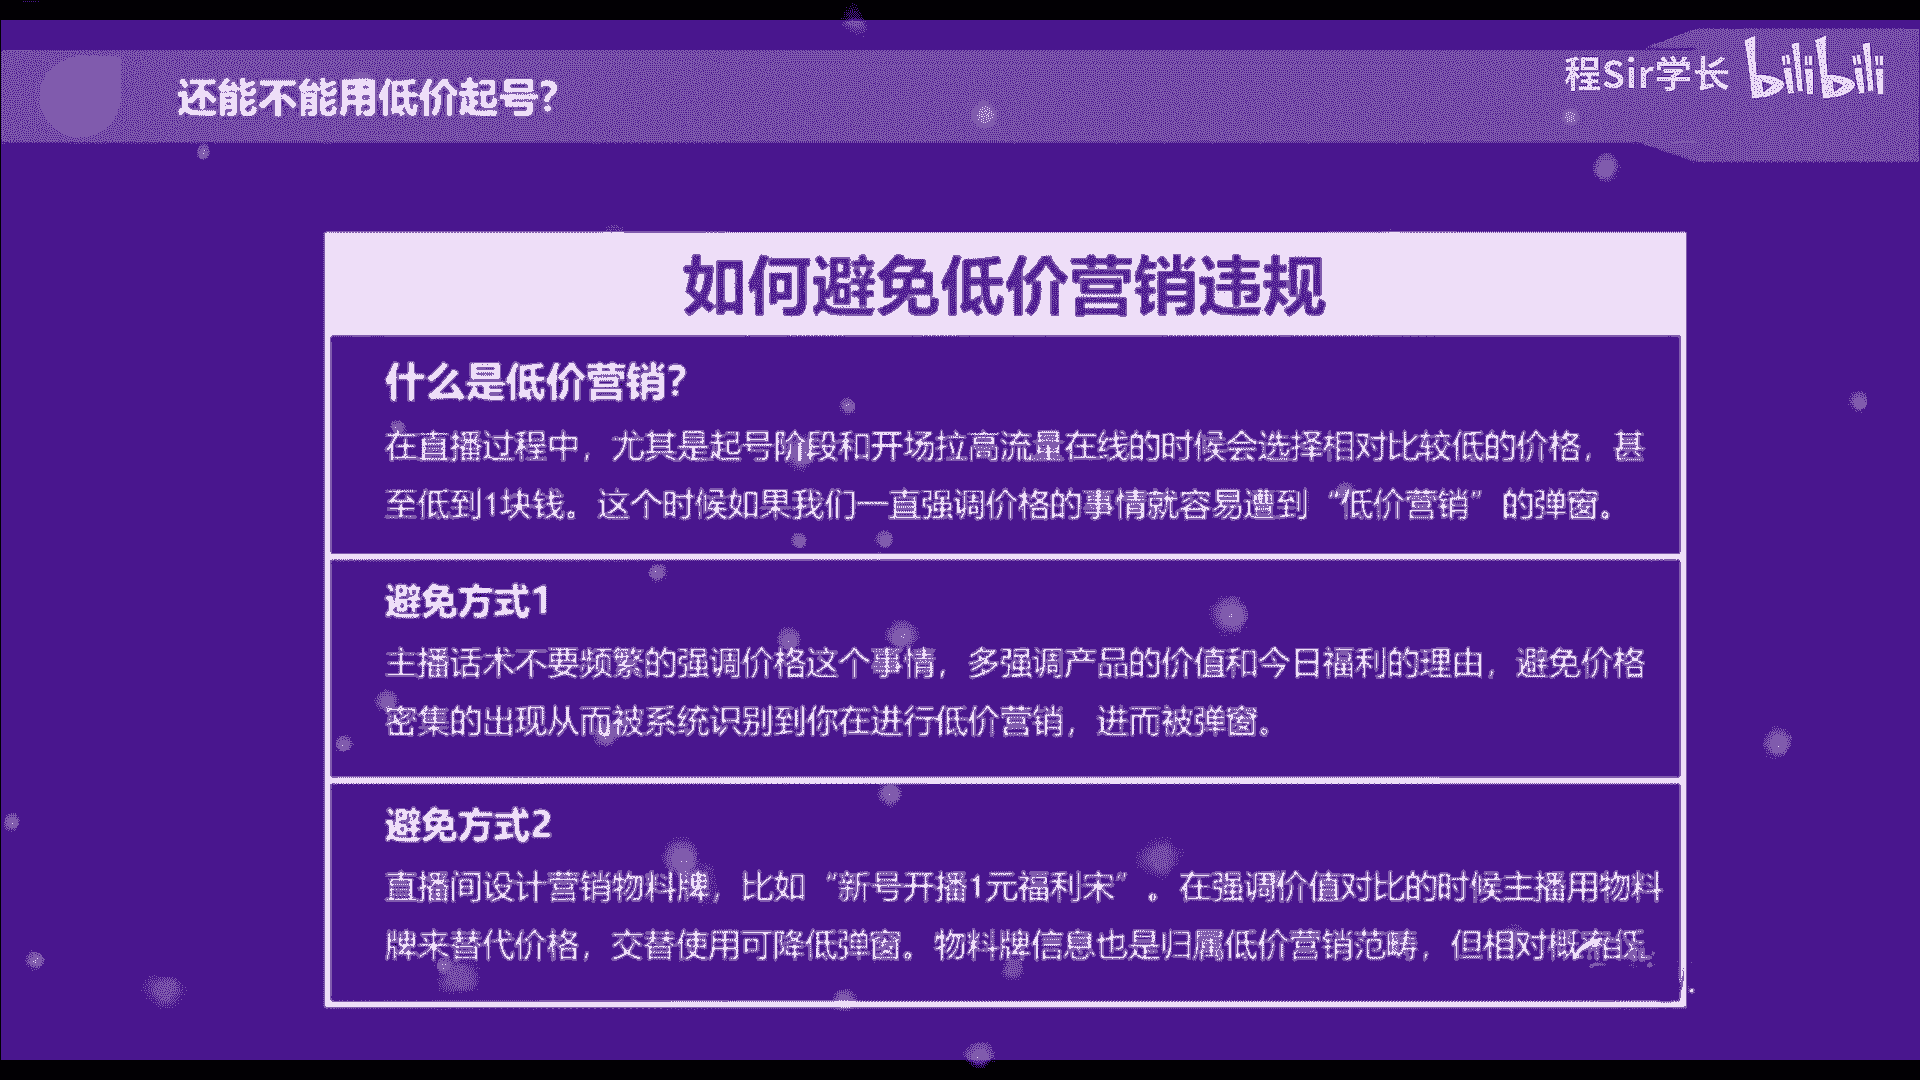 还能不能用低价起号?
程Sir学长 bilibili
如何避免低价营销违规
什么是低价营销?
在直播过程中，尤其是起号阶段和开场拉高流量在线的时候会选择相对比较低的价格，甚
至低到1块钱。这个时候如果我们一直强调价格的事情就容易遭到“低价营销”的弹窗。
避免方式1
主播话术不要频繁的强调价格这个事情，多强调产品的价值和今日福利的理由，避免价格
密集的出现从而被系统识别到你在进行低价营销，进而被弹窗。
避免方式2
直播间设计营销物料牌，比如“新号开播1元福利宋”。在强调价值对比的时候主播用物料
牌来替代价格，交替使用可降低弹窗。物料牌信息也是归属低价营销范畴，但相对概率低